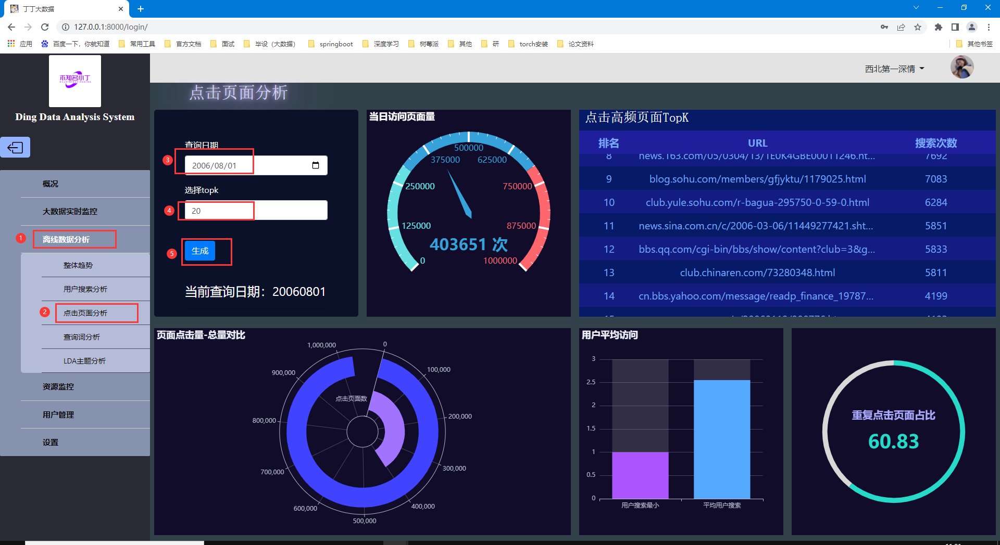 丁丁大数据
127.0.0.1:8000/login/
应用
百度一下，你就知道
常用工具
官方文档
面试
毕设（大数据）
springboot
深度学习
树莓派
其他
研
torch安装
论文资料
其他书签
不知名小丁
Ding Data Analysis System
西北第一深情
概况
大数据实时监控
1
离线数据分析
整体趋势
用户搜索分析
2
点击页面分析
查询词分析
LDA主题分析
资源监控
用户管理
设置
点击页面分析
查询日期
3
2006/08/01
选择topk
4
20
5
生成
当前查询日期：20060801
当日访问页面量
0
125000
250000
375000
500000
625000
750000
875000
1000000
403651 次
点击高频页面TopK
排名 URL 搜索次数
8 news.163.com/05/0304/13/1E0K4GBE00011246.ht... 7692
9 blog.sohu.com/members/gfjyktu/1179025.html 7083
10 club.yule.sohu.com/r-bagua-295750-0-59-0.html 6284
11 news.sina.com.cn/c/2006-03-06/11449277421.sht... 5851
12 bbs.qq.com/cgi-bin/bbs/show/content?club=3&g... 5833
13 club.chinaren.com/73280348.html 5811
14 cn.bbs.yahoo.com/message/readp_finance_19787... 4199
页面点击量-总量对比
0
100,000
200,000
300,000
400,000
500,000
600,000
700,000
800,000
900,000
1,000,000
点击页面数
用户平均访问
3
2.5
2
1.5
1
0.5
0
用户搜索最小
平均用户搜索
重复点击页面占比
60.83